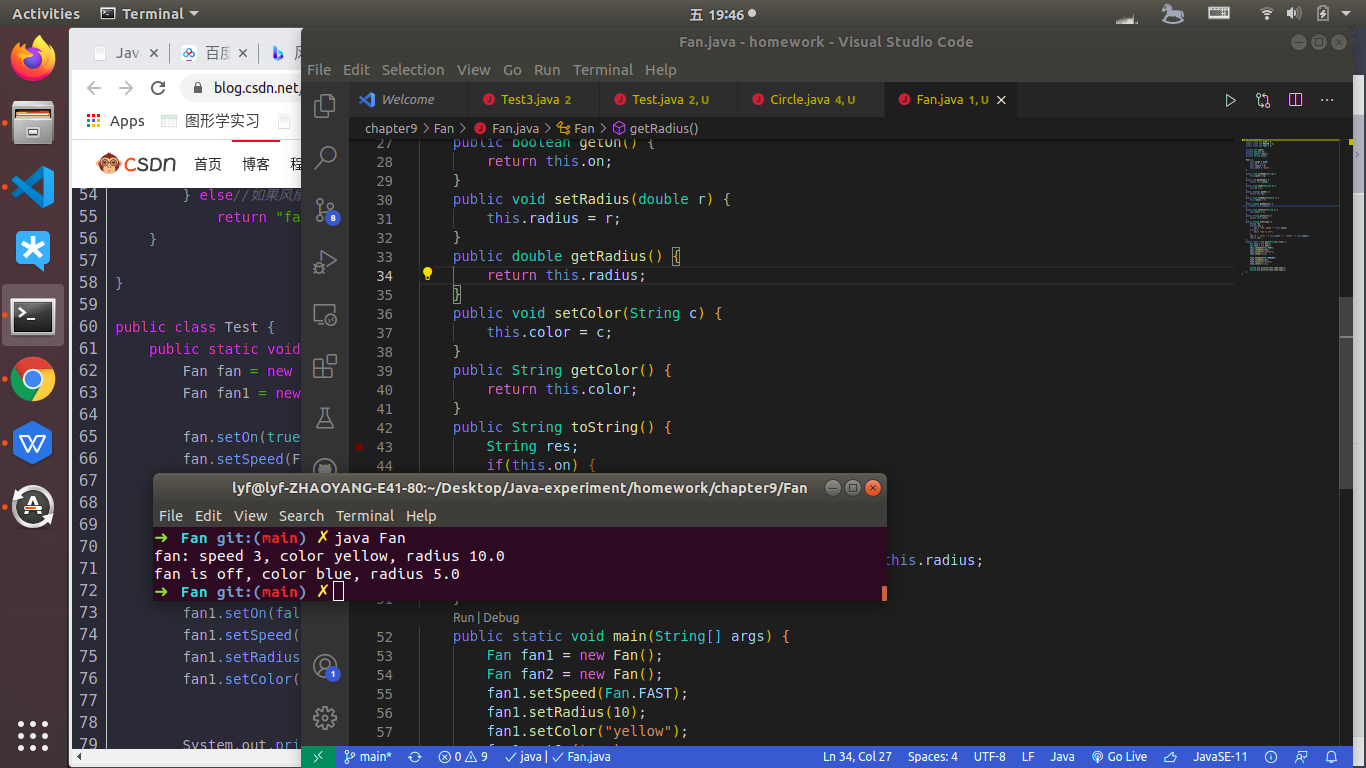 Activities
Terminal
五 19:46
Java
百度
blog.csdn.net/
Apps
图形学实习
CSDN
首页
博客
54 } else//如果风扇
55 return "fa
56 }
57
58 }
59
60 public class Test {
61 public static void
62 Fan fan = new
63 Fan fan1 = new
64
65 fan.setOn(true
66 fan.setSpeed(F
67
68
69
70
71
72
73 fan1.setOn(fal
74 fan1.setSpeed(
75 fan1.setRadius
76 fan1.setColor(
77
78
79 System.out.pri
Fan.java - homework - Visual Studio Code
File Edit Selection View Go Run Terminal Help
Welcome
Test3.java 2
Test.java 2, U
Circle.java 4, U
Fan.java 1, U
chapter9 > Fan > Fan.java > Fan > getRadius()
27 public boolean getOn() {
28 return this.on;
29 }
30 public void setRadius(double r) {
31 this.radius = r;
32 }
33 public double getRadius() {
34 return this.radius;
35 }
36 public void setColor(String c) {
37 this.color = c;
38 }
39 public String getColor() {
40 return this.color;
41 }
42 public String toString() {
43 String res;
44 if(this.on) {
this.radius;
51 }
Run | Debug
52 public static void main(String[] args) {
53 Fan fan1 = new Fan();
54 Fan fan2 = new Fan();
55 fan1.setSpeed(Fan.FAST);
56 fan1.setRadius(10);
57 fan1.setColor("yellow");
8
1
lyf@lyf-ZHAOYANG-E41-80:~/Desktop/Java-experiment/homework/chapter9/Fan
File Edit View Search Terminal Help
➜ Fan git:(main) ✗ java Fan
fan: speed 3, color yellow, radius 10.0
fan is off, color blue, radius 5.0
➜ Fan git:(main) ✗
main*
0
9
java | Fan.java
Ln 34, Col 27
Spaces: 4
UTF-8
LF
Java
Go Live
JavaSE-11